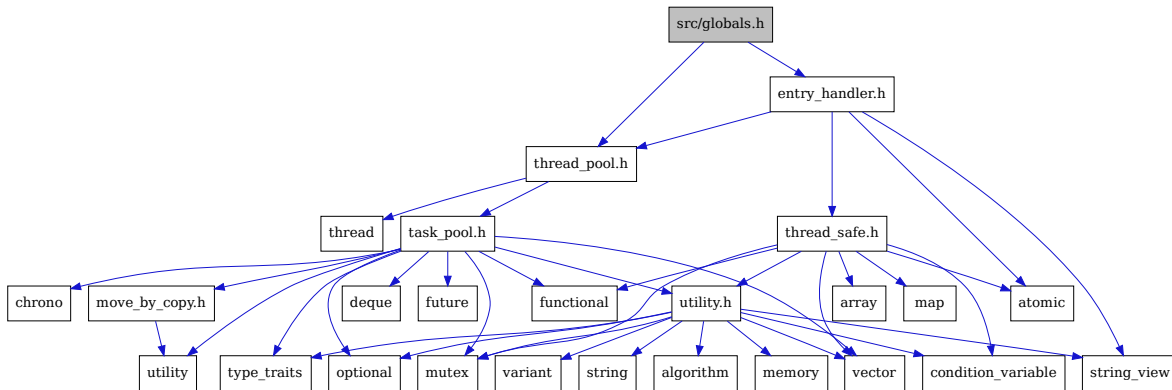 src/globals.h
entry_handler.h
thread_pool.h
thread
task_pool.h
thread_safe.h
chrono
move_by_copy.h
deque
future
functional
utility.h
array
map
atomic
utility
type_traits
optional
mutex
variant
string
algorithm
memory
vector
condition_variable
string_view